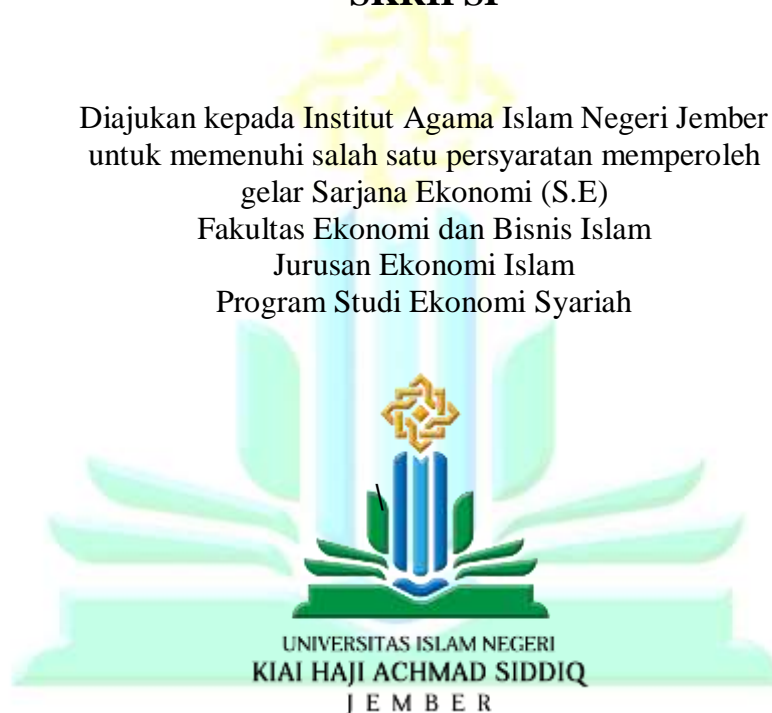 SKRIPSI
Diajukan kepada Institut Agama Islam Negeri Jember
untuk memenuhi salah satu persyaratan memperoleh
gelar Sarjana Ekonomi (S.E)
Fakultas Ekonomi dan Bisnis Islam
Jurusan Ekonomi Islam
Program Studi Ekonomi Syariah
\
UNIVERSITAS ISLAM NEGERI
KIAI HAJI ACHMAD SIDDIQ
JEMBER